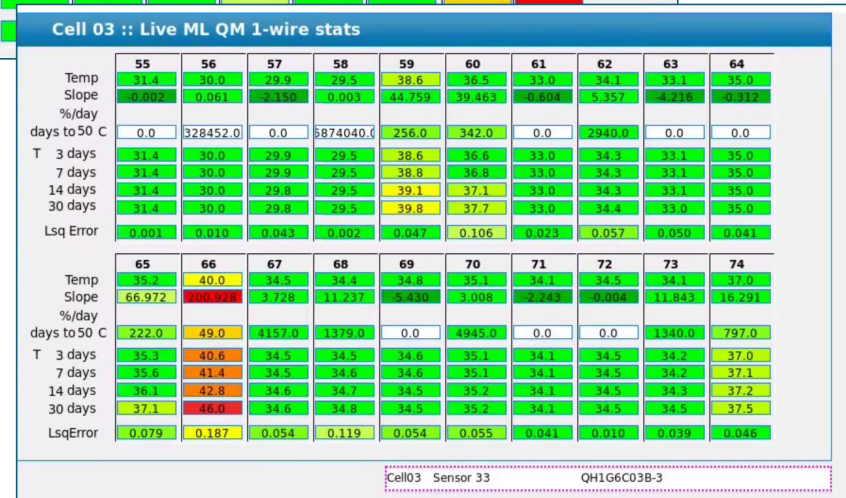 Cell 03 :: Live ML QM 1-wire stats
55 56 57 58 59 60 61 62 63 64
Temp 31.4 30.0 29.9 29.5 38.6 36.5 33.0 34.1 33.1 35.0
Slope -0.002 0.061 -2.150 0.003 44.759 39.463 -0.604 5.357 -4.216 -0.312
%/day
days to 50 C 0.0 328452.0 0.0 5874040.0 256.0 342.0 0.0 2940.0 0.0 0.0
T 3 days 31.4 30.0 29.9 29.5 38.6 36.6 33.0 34.3 33.1 35.0
7 days 31.4 30.0 29.9 29.5 38.8 36.8 33.0 34.3 33.1 35.0
14 days 31.4 30.0 29.8 29.5 39.1 37.1 33.0 34.3 33.1 35.0
30 days 31.4 30.0 29.8 29.5 39.8 37.7 33.0 34.4 33.0 35.0
Lsq Error 0.001 0.010 0.043 0.002 0.047 0.106 0.023 0.057 0.050 0.041
65 66 67 68 69 70 71 72 73 74
Temp 35.2 40.0 34.5 34.4 34.8 35.1 34.1 34.5 34.1 37.0
Slope 66.972 200.928 3.728 11.237 -5.430 3.008 -2.243 -0.004 11.843 16.291
%/day
days to 50 C 222.0 49.0 4157.0 1379.0 0.0 4945.0 0.0 0.0 1340.0 797.0
T 3 days 35.3 40.6 34.5 34.5 34.6 35.1 34.1 34.5 34.2 37.0
7 days 35.6 41.4 34.5 34.6 34.6 35.1 34.1 34.5 34.2 37.1
14 days 36.1 42.8 34.6 34.7 34.5 35.2 34.1 34.5 34.3 37.2
30 days 37.1 46.0 34.6 34.8 34.5 35.2 34.1 34.5 34.5 37.5
LsqError 0.079 0.187 0.054 0.119 0.054 0.055 0.041 0.010 0.039 0.046
Cell03 Sensor 33 QH1G6C03B-3